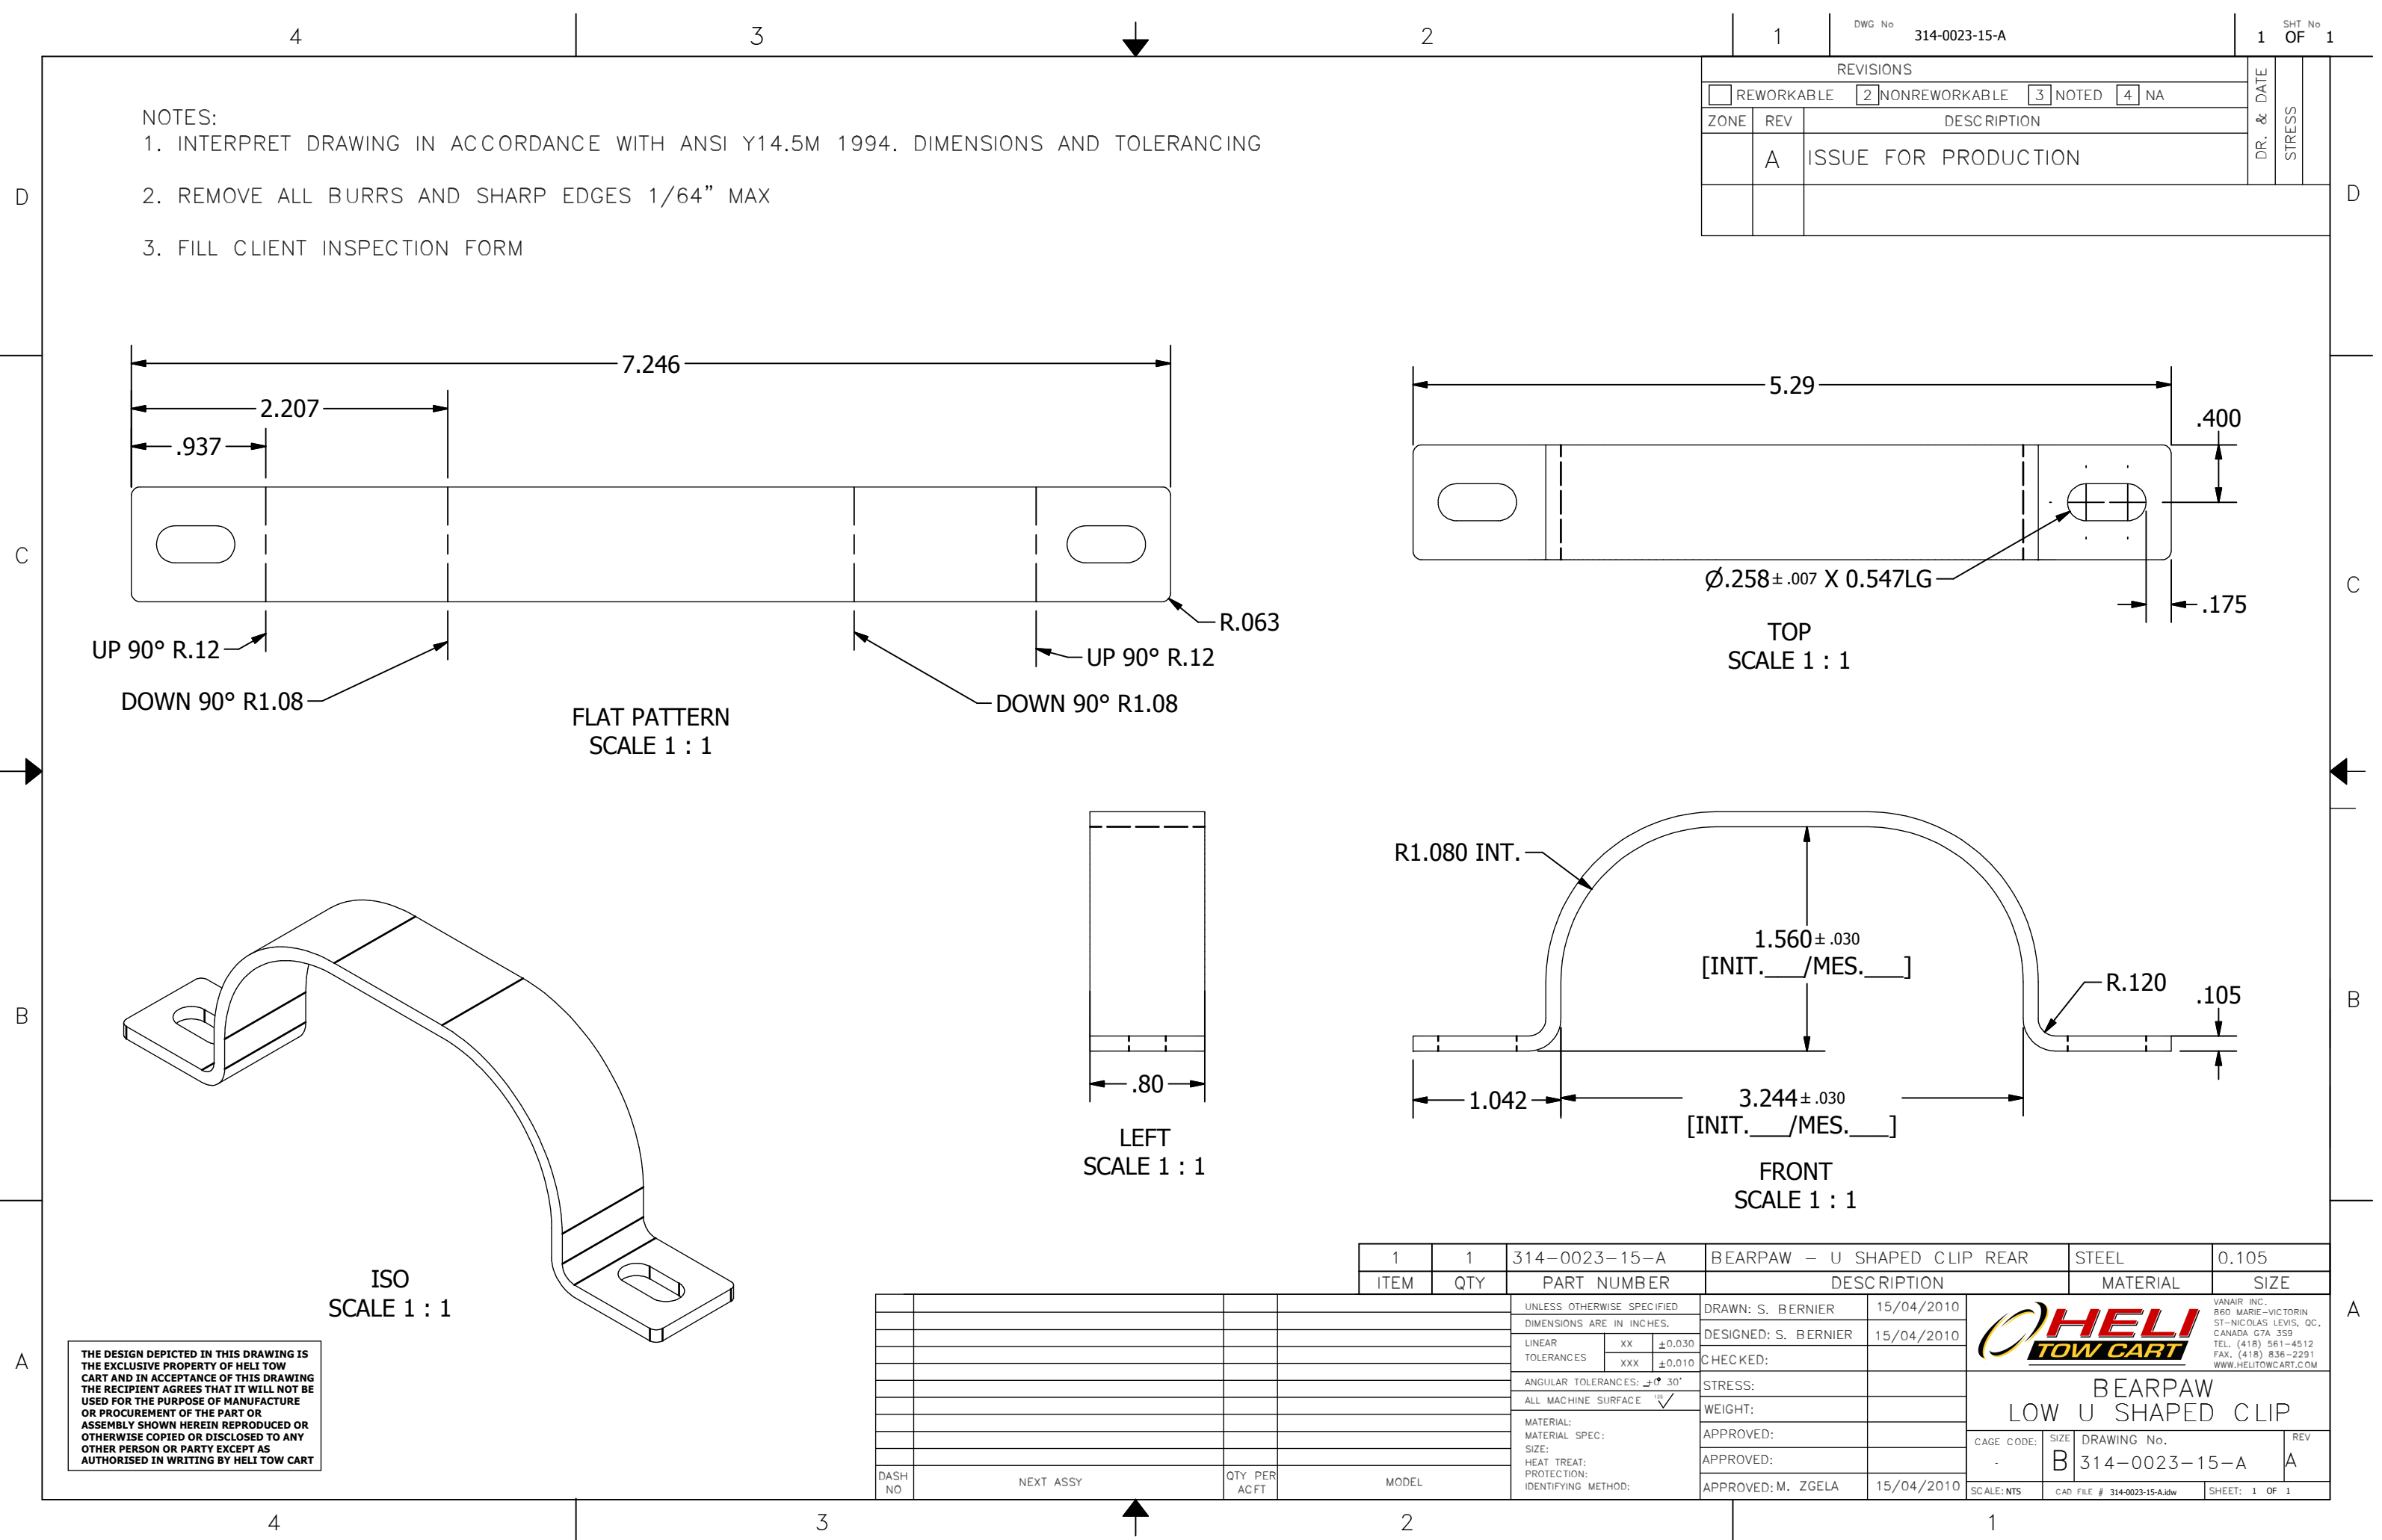 4
3
2
1
DWG No
314-0023-15-A
SHT No
1 OF 1
REVISIONS
REWORKABLE
2 NONREWORKABLE
3 NOTED
4 NA
ZONE
REV
DESCRIPTION
DR. & DATE
STRESS
A
ISSUE FOR PRODUCTION
NOTES:
1. INTERPRET DRAWING IN ACCORDANCE WITH ANSI Y14.5M 1994. DIMENSIONS AND TOLERANCING
2. REMOVE ALL BURRS AND SHARP EDGES 1/64” MAX
3. FILL CLIENT INSPECTION FORM
D
D
7.246
2.207
.937
UP 90° R.12
DOWN 90° R1.08
R.063
UP 90° R.12
DOWN 90° R1.08
FLAT PATTERN
SCALE 1 : 1
5.29
.400
Ø.258± .007 X 0.547LG
.175
TOP
SCALE 1 : 1
C
C
.80
LEFT
SCALE 1 : 1
R1.080 INT.
1.560± .030
[INIT.___/MES.___]
R.120
.105
1.042
3.244± .030
[INIT.___/MES.___]
FRONT
SCALE 1 : 1
B
B
ISO
SCALE 1 : 1
THE DESIGN DEPICTED IN THIS DRAWING IS
THE EXCLUSIVE PROPERTY OF HELI TOW
CART AND IN ACCEPTANCE OF THIS DRAWING
THE RECIPIENT AGREES THAT IT WILL NOT BE
USED FOR THE PURPOSE OF MANUFACTURE
OR PROCUREMENT OF THE PART OR
ASSEMBLY SHOWN HEREIN REPRODUCED OR
OTHERWISE COPIED OR DISCLOSED TO ANY
OTHER PERSON OR PARTY EXCEPT AS
AUTHORISED IN WRITING BY HELI TOW CART
A
A
1 1 314-0023-15-A BEARPAW - U SHAPED CLIP REAR STEEL 0.105
ITEM QTY PART NUMBER DESCRIPTION MATERIAL SIZE
DASH NO
NEXT ASSY
QTY PER ACFT
MODEL
UNLESS OTHERWISE SPECIFIED
DIMENSIONS ARE IN INCHES.
LINEAR TOLERANCES
XX ±0.030
XXX ±0.010
ANGULAR TOLERANCES: ±0° 30'
ALL MACHINE SURFACE 125
MATERIAL:
MATERIAL SPEC:
SIZE:
HEAT TREAT:
PROTECTION:
IDENTIFYING METHOD:
DRAWN: S. BERNIER 15/04/2010
DESIGNED: S. BERNIER 15/04/2010
CHECKED:
STRESS:
WEIGHT:
APPROVED:
APPROVED:
APPROVED: M. ZGELA 15/04/2010
HELI
TOW CART
VANAIR INC.
860 MARIE-VICTORIN
ST-NICOLAS LEVIS, QC,
CANADA G7A 3S9
TEL. (418) 561-4512
FAX. (418) 836-2291
WWW.HELITOWCART.COM
BEARPAW
LOW U SHAPED CLIP
CAGE CODE:
-
SIZE
B
DRAWING No.
314-0023-15-A
REV
A
SCALE: NTS
CAD FILE # 314-0023-15-A.idw
SHEET: 1 OF 1
4
3
2
1